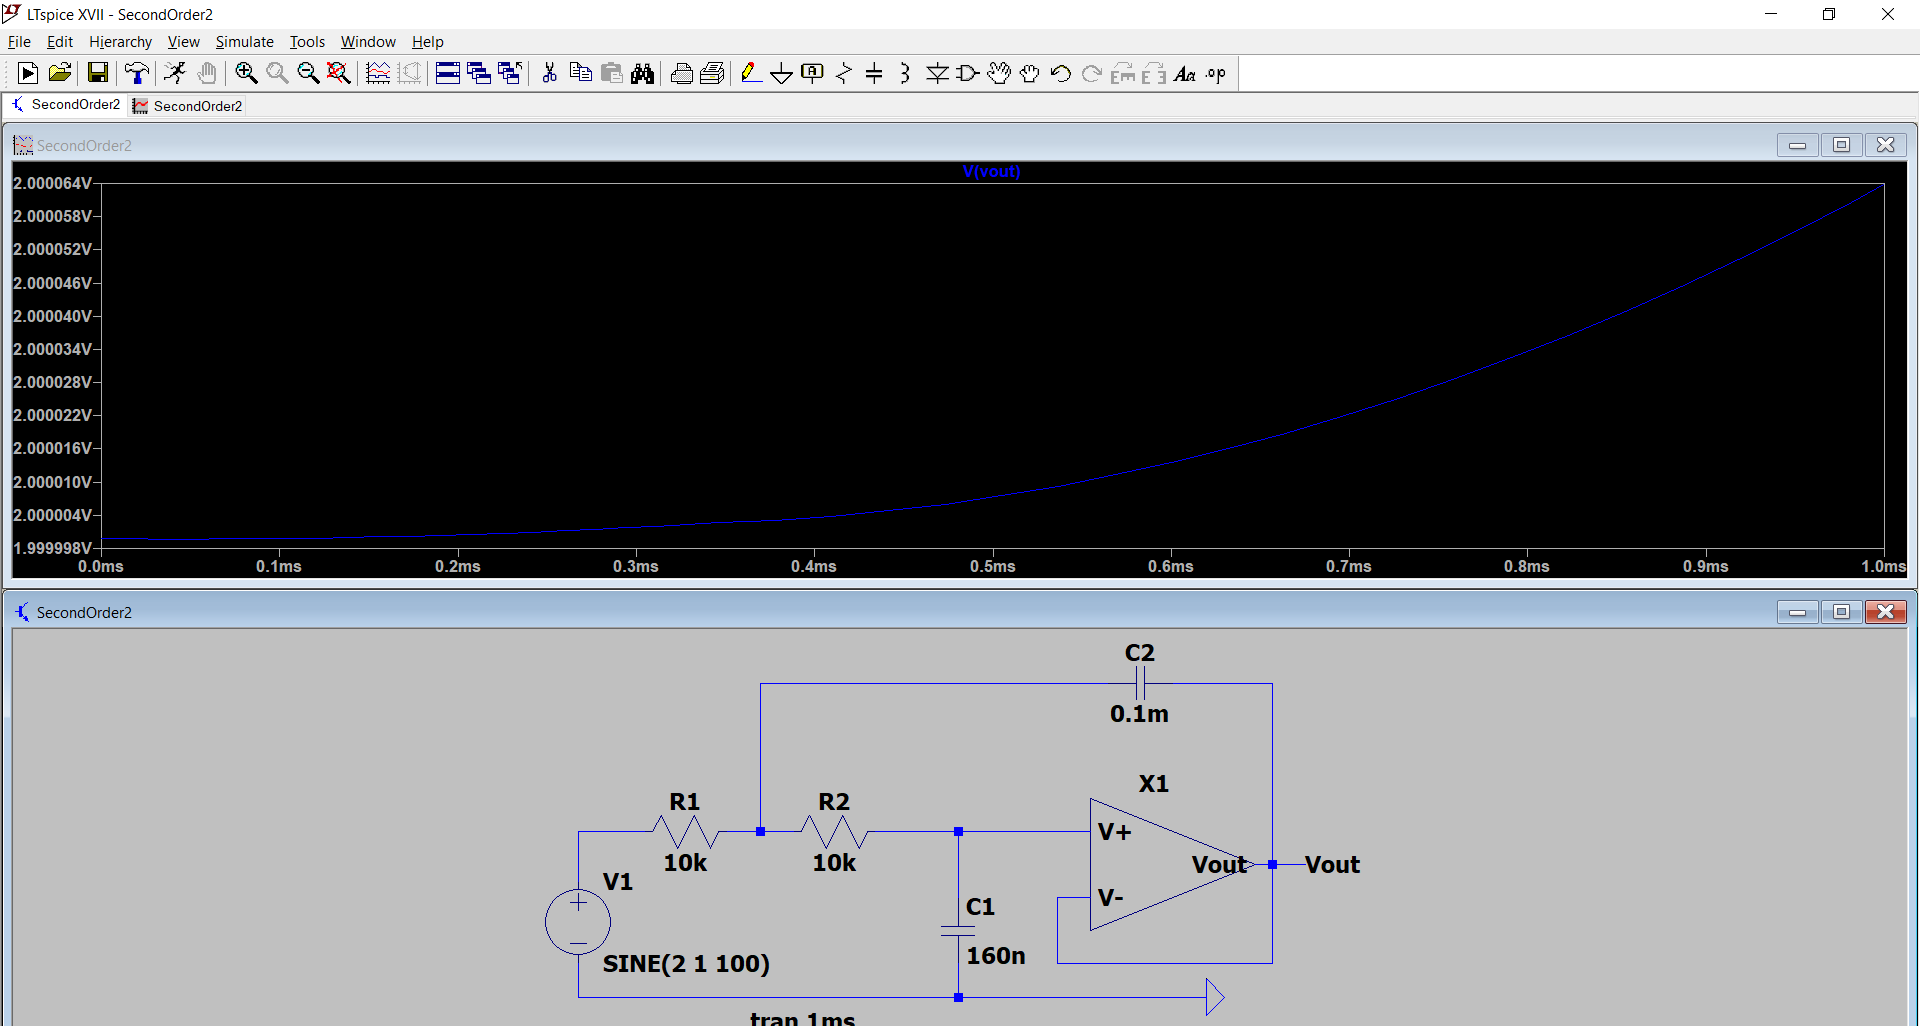 LTspice XVII - SecondOrder2
File Edit Hierarchy View Simulate Tools Window Help
SecondOrder2 SecondOrder2
SecondOrder2
V(vout)
2.000064V
2.000058V
2.000052V
2.000046V
2.000040V
2.000034V
2.000028V
2.000022V
2.000016V
2.000010V
2.000004V
1.999998V
0.0ms 0.1ms 0.2ms 0.3ms 0.4ms 0.5ms 0.6ms 0.7ms 0.8ms 0.9ms 1.0ms
SecondOrder2
C2
0.1m
X1
R1 R2
V+
10k 10k
Vout Vout
V1
V-
C1
160n
SINE(2 1 100)
tran 1ms